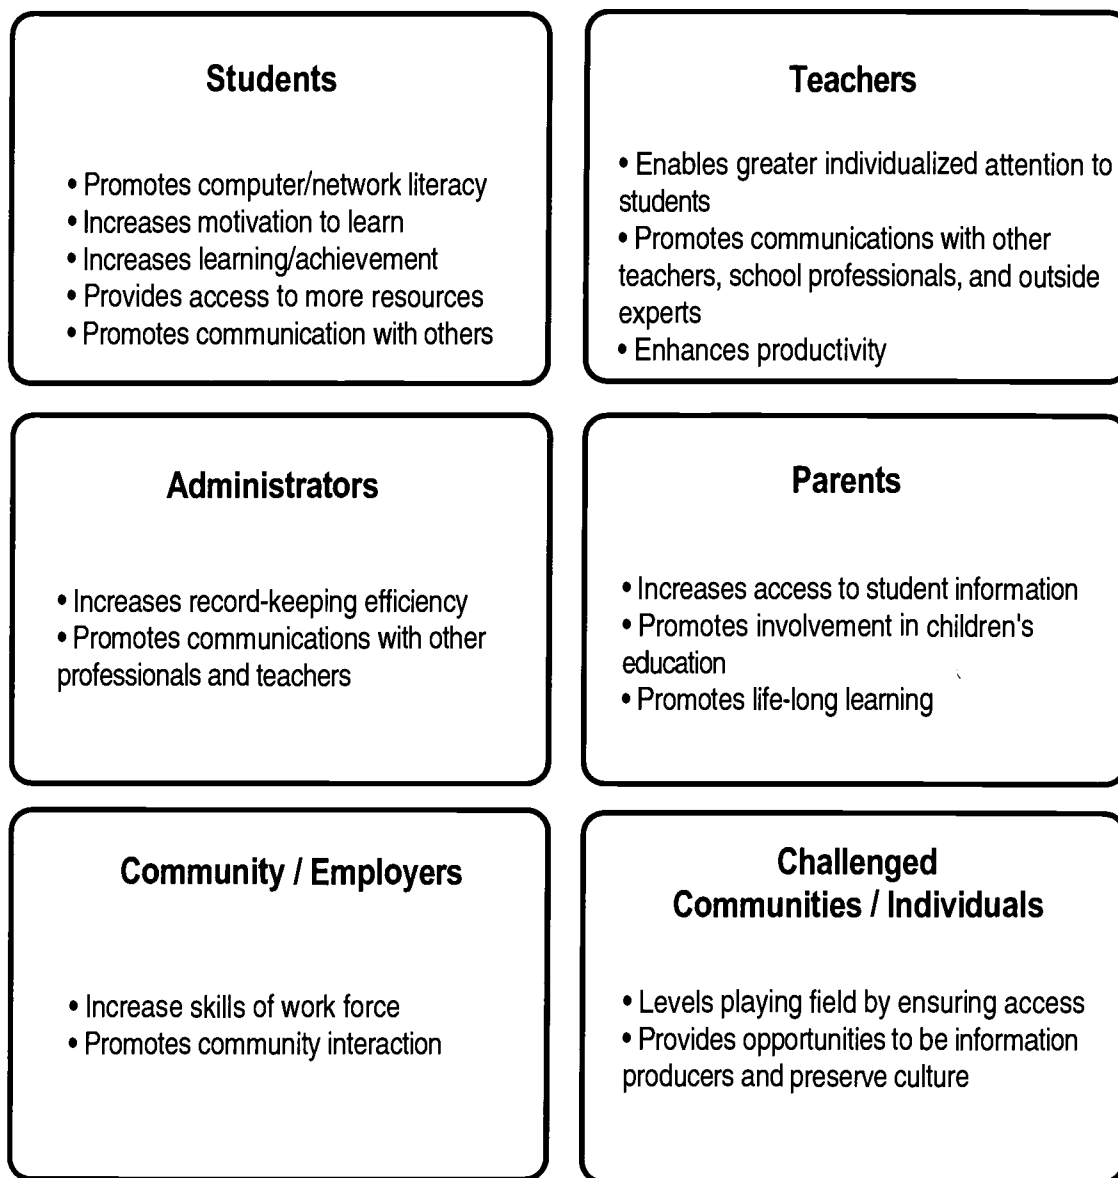 Students
• Promotes computer/network literacy
• Increases motivation to learn
• Increases learning/achievement
• Provides access to more resources
• Promotes communication with others
Teachers
• Enables greater individualized attention to
students
• Promotes communications with other
teachers, school professionals, and outside
experts
• Enhances productivity
Administrators
• Increases record-keeping efficiency
• Promotes communications with other
professionals and teachers
Parents
• Increases access to student information
• Promotes involvement in children's
education
• Promotes life-long learning
Community / Employers
• Increase skills of work force
• Promotes community interaction
Challenged
Communities / Individuals
• Levels playing field by ensuring access
• Provides opportunities to be information
producers and preserve culture